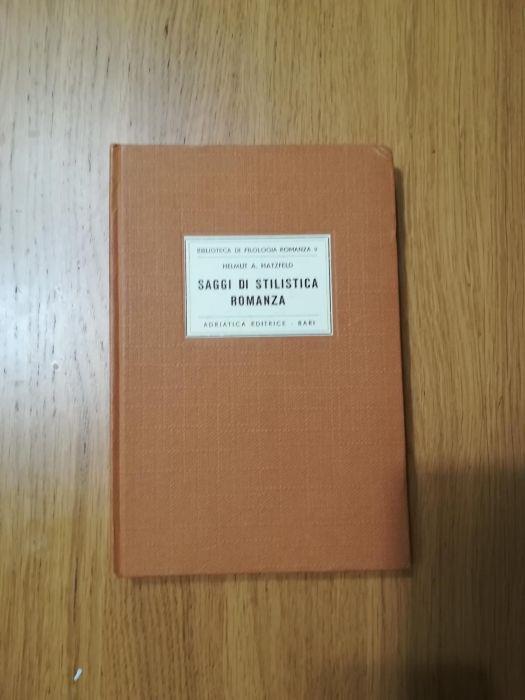 BIBLIOTECA DI FILOLOGIA ROMANZA 9
HELMUT A. HATZFELD
SAGGI DI STILISTICA
ROMANZA
ADRIATICA EDITRICE - BARI